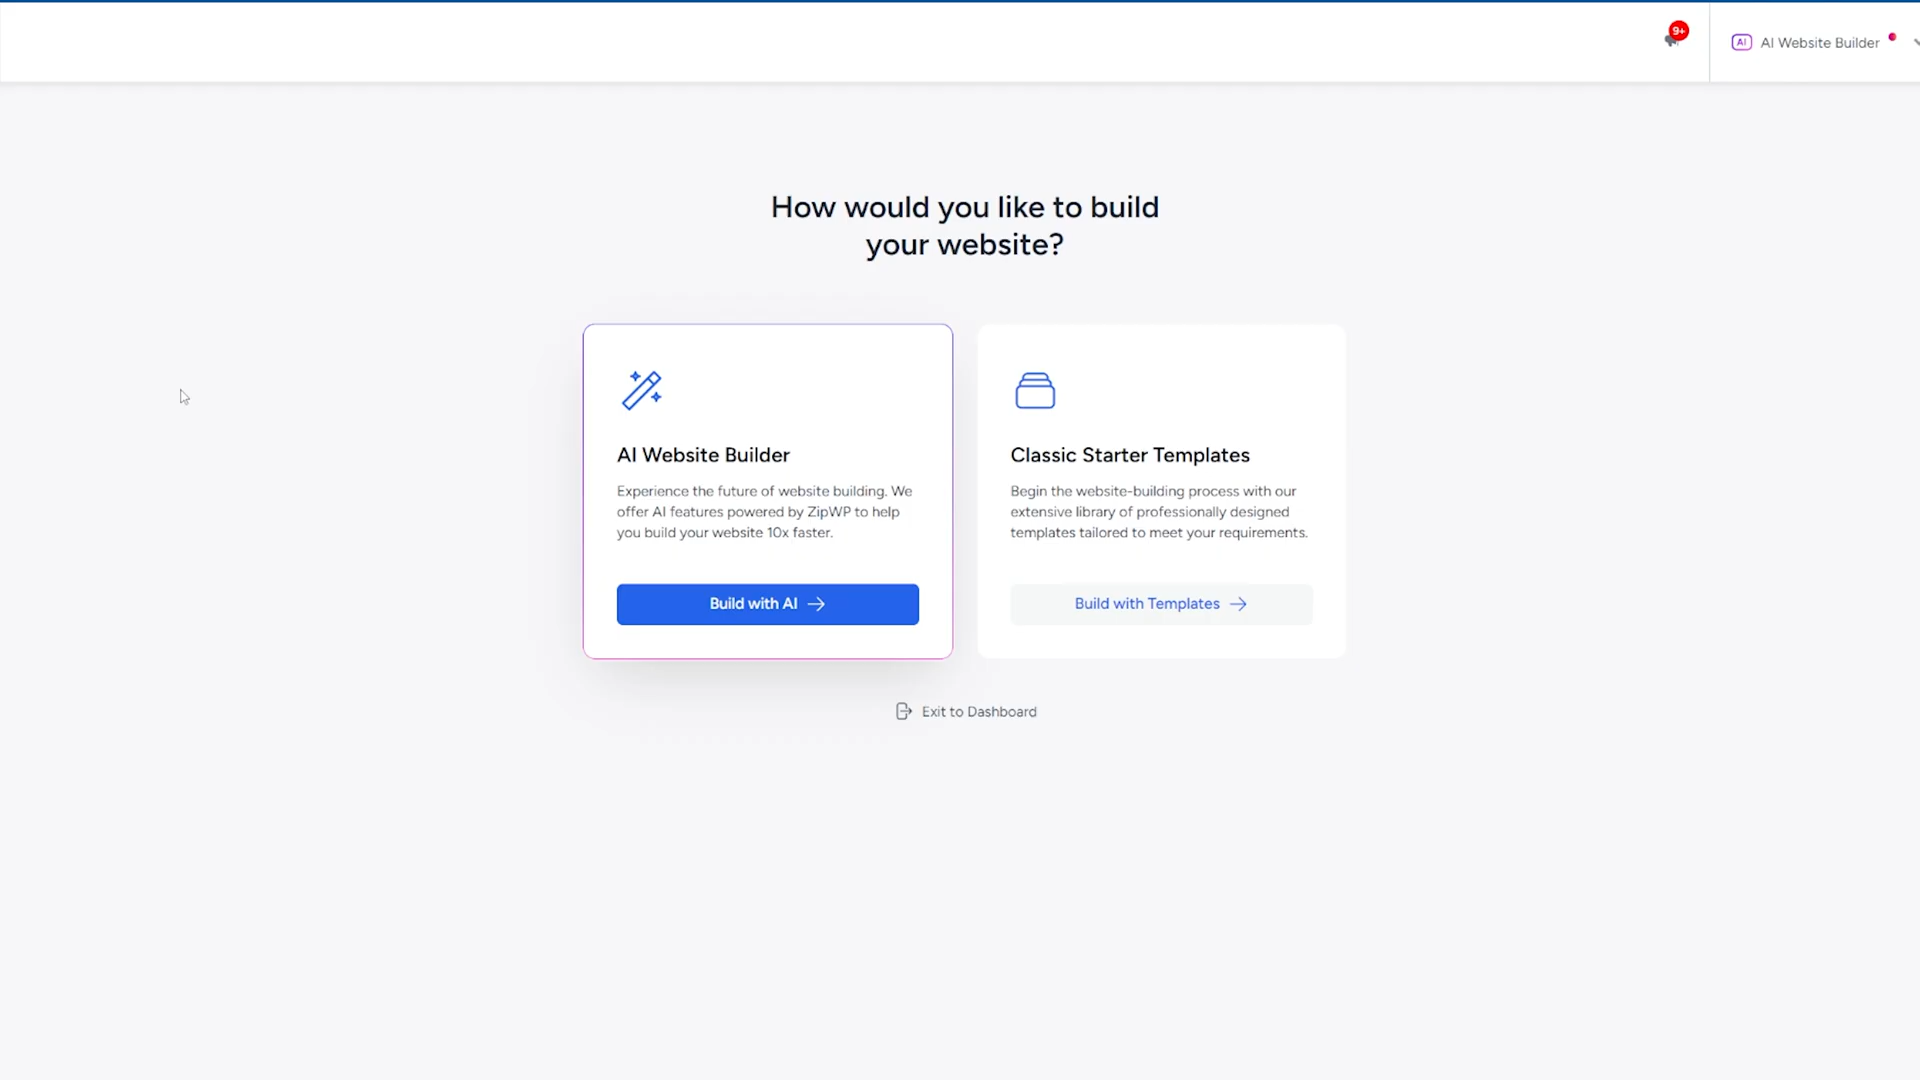 9+
AI AI Website Builder
How would you like to build
your website?
AI Website Builder
Experience the future of website building. We
offer AI features powered by ZipWP to help
you build your website 10x faster.
Build with AI
Classic Starter Templates
Begin the website-building process with our
extensive library of professionally designed
templates tailored to meet your requirements.
Build with Templates
Exit to Dashboard